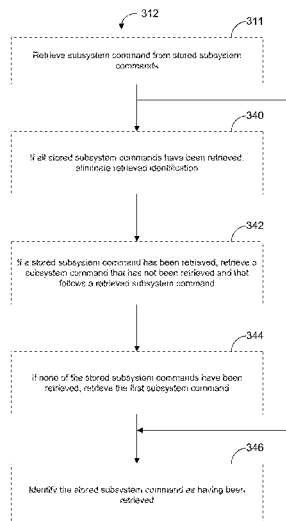 312
311
Retrieve subsystem command from stored subsystem
commands
340
If all stored subsystem commands have been retrieved,
eliminate retrieved identification
342
If a stored subsystem command has been retrieved, retrieve a
subsystem command that has not been retrieved and that
follows a retrieved subsystem command
344
If none of the stored subsystem commands have been
retrieved, retrieve the first subsystem command
346
Identify the stored subsystem command as having been
retrieved